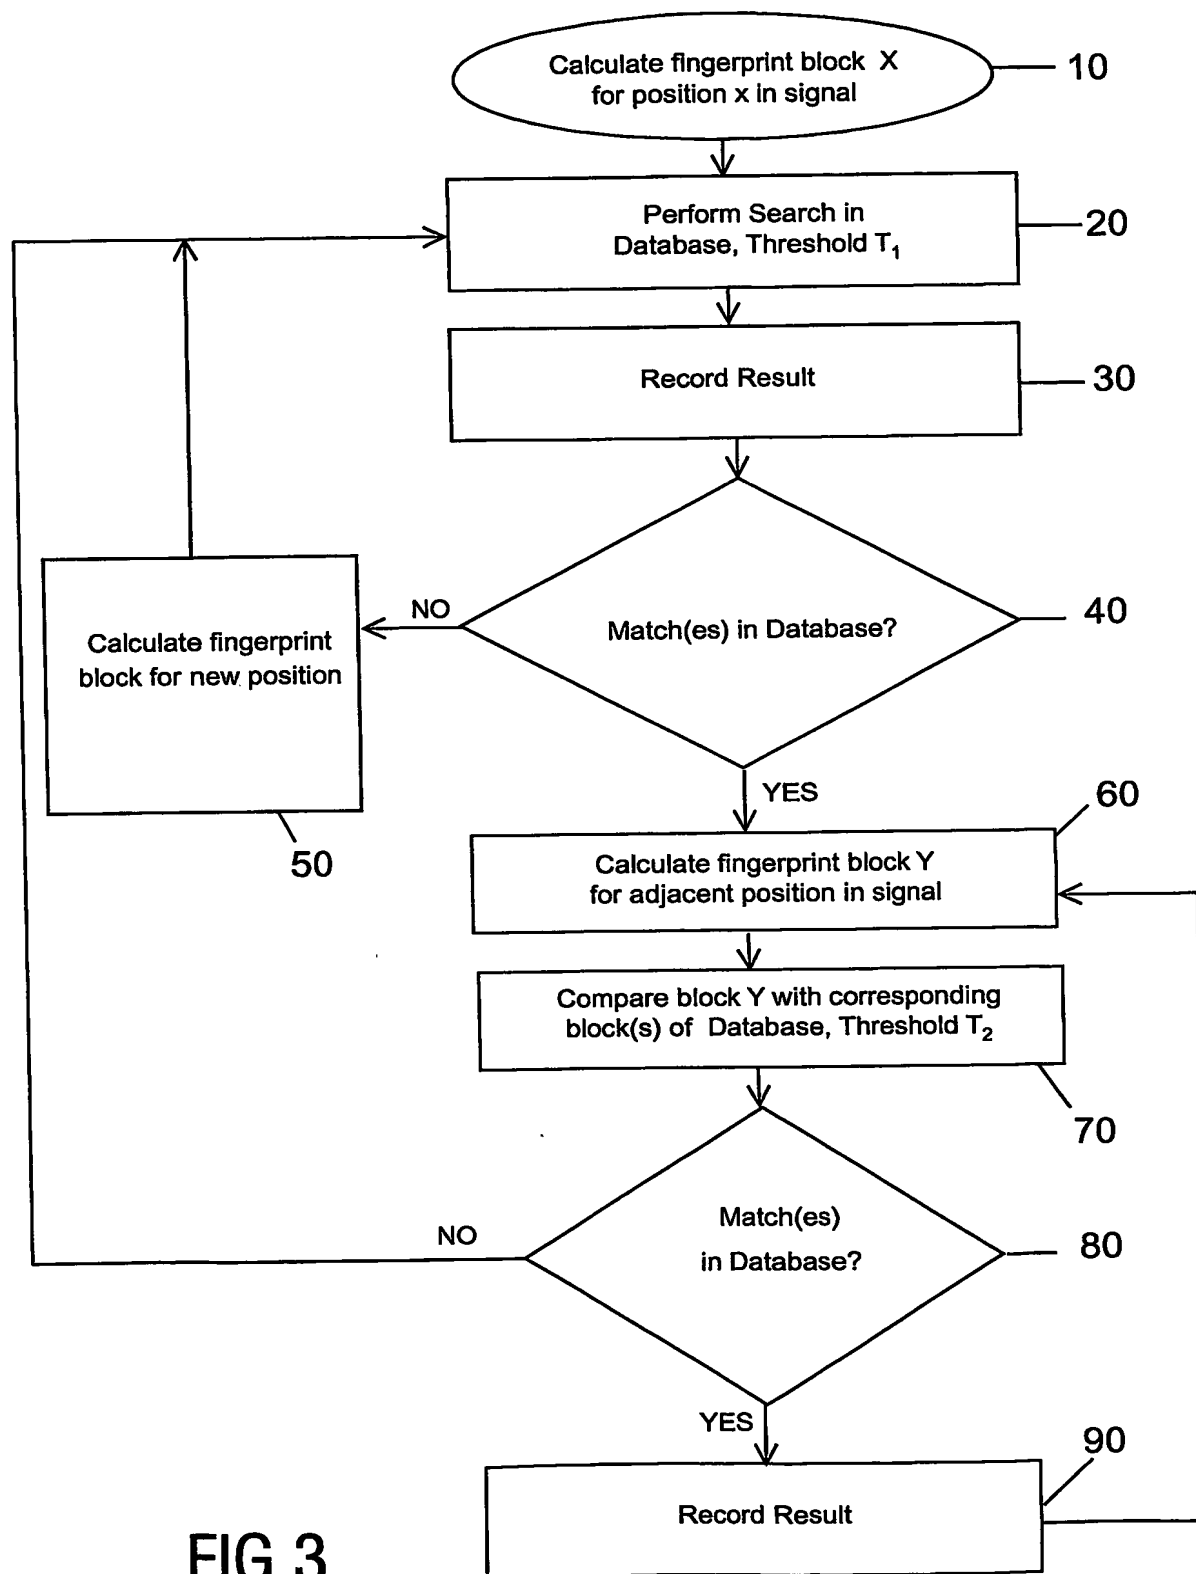 Calculate fingerprint block X
for position x in signal
10
Perform Search in
Database, Threshold T₁
20
Record Result
30
Match(es) in Database?
40
NO
Calculate fingerprint
block for new position
50
YES
60
Calculate fingerprint block Y
for adjacent position in signal
Compare block Y with corresponding
block(s) of Database, Threshold T₂
70
Match(es)
in Database?
80
NO
YES
90
Record Result
FIG.3